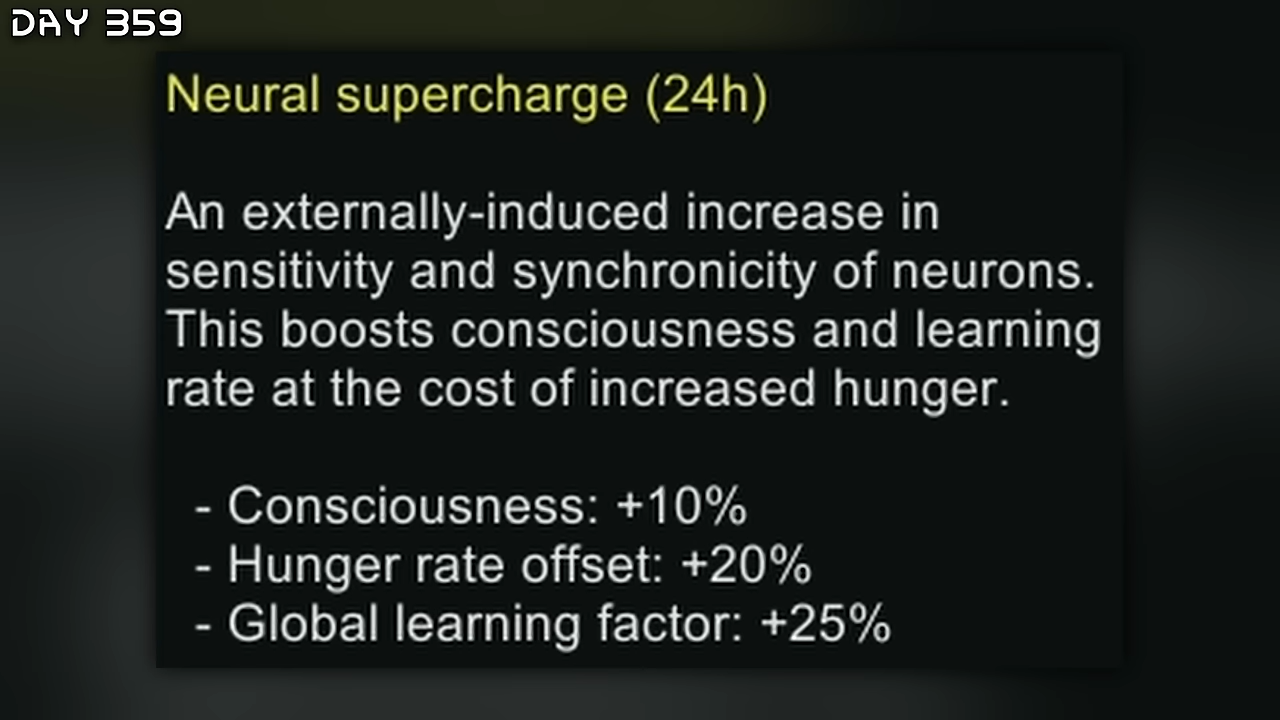 DAY 359
Neural supercharge (24h)
An externally-induced increase in
sensitivity and synchronicity of neurons.
This boosts consciousness and learning
rate at the cost of increased hunger.
- Consciousness: +10%
- Hunger rate offset: +20%
- Global learning factor: +25%